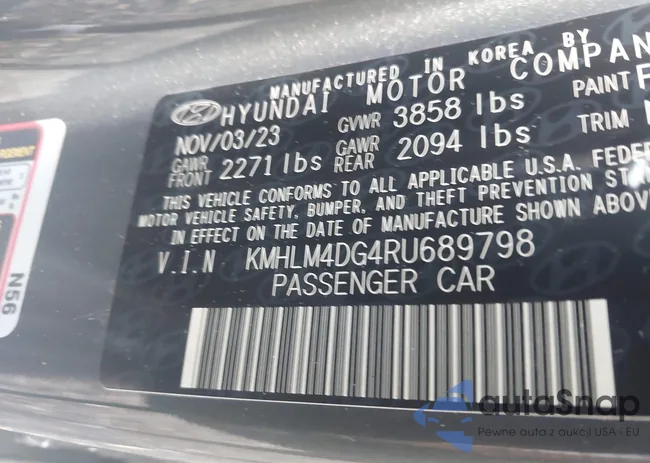 MANUFACTURED IN KOREA BY
HYUNDAI MOTOR COMPAN
NOV/03/23 GVWR 3858 lbs PAINT
GAWR FRONT 2271 lbs GAWR REAR 2094 lbs TRIM
THIS VEHICLE CONFORMS TO ALL APPLICABLE U.S.A. FEDER
MOTOR VEHICLE SAFETY, BUMPER, AND THEFT PREVENTION STAN
IN EFFECT ON THE DATE OF MANUFACTURE SHOWN ABOV
V.I.N KMHLM4DG4RU689798
PASSENGER CAR
N56
autoSnap
Pewne auta z aukcji USA - EU